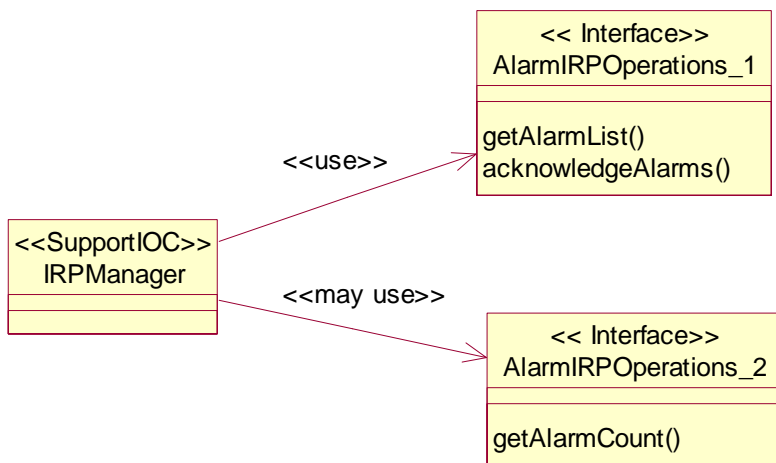 << Interface>>
AlarmIRPOperations_1
getAlarmList()
acknowledgeAlarms()
<<use>>
<<SupportIOC>>
IRPManager
<<may use>>
<< Interface>>
AlarmIRPOperations_2
getAlarmCount()